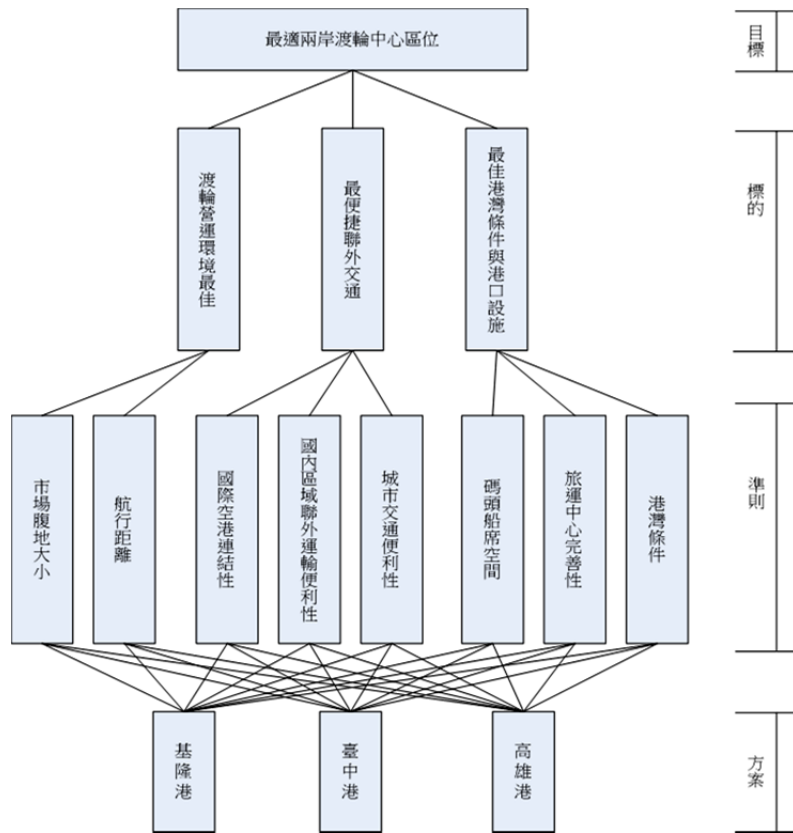 最適兩岸渡輪中心區位
目標
渡輪營運環境最佳
最便捷聯外交通
最佳港灣條件與港口設施
標的
市場腹地大小
航行距離
國際空港連結性
國內區域聯外運輸便利性
城市交通便利性
碼頭船席空間
旅運中心完善性
港灣條件
準則
基隆港
臺中港
高雄港
方案